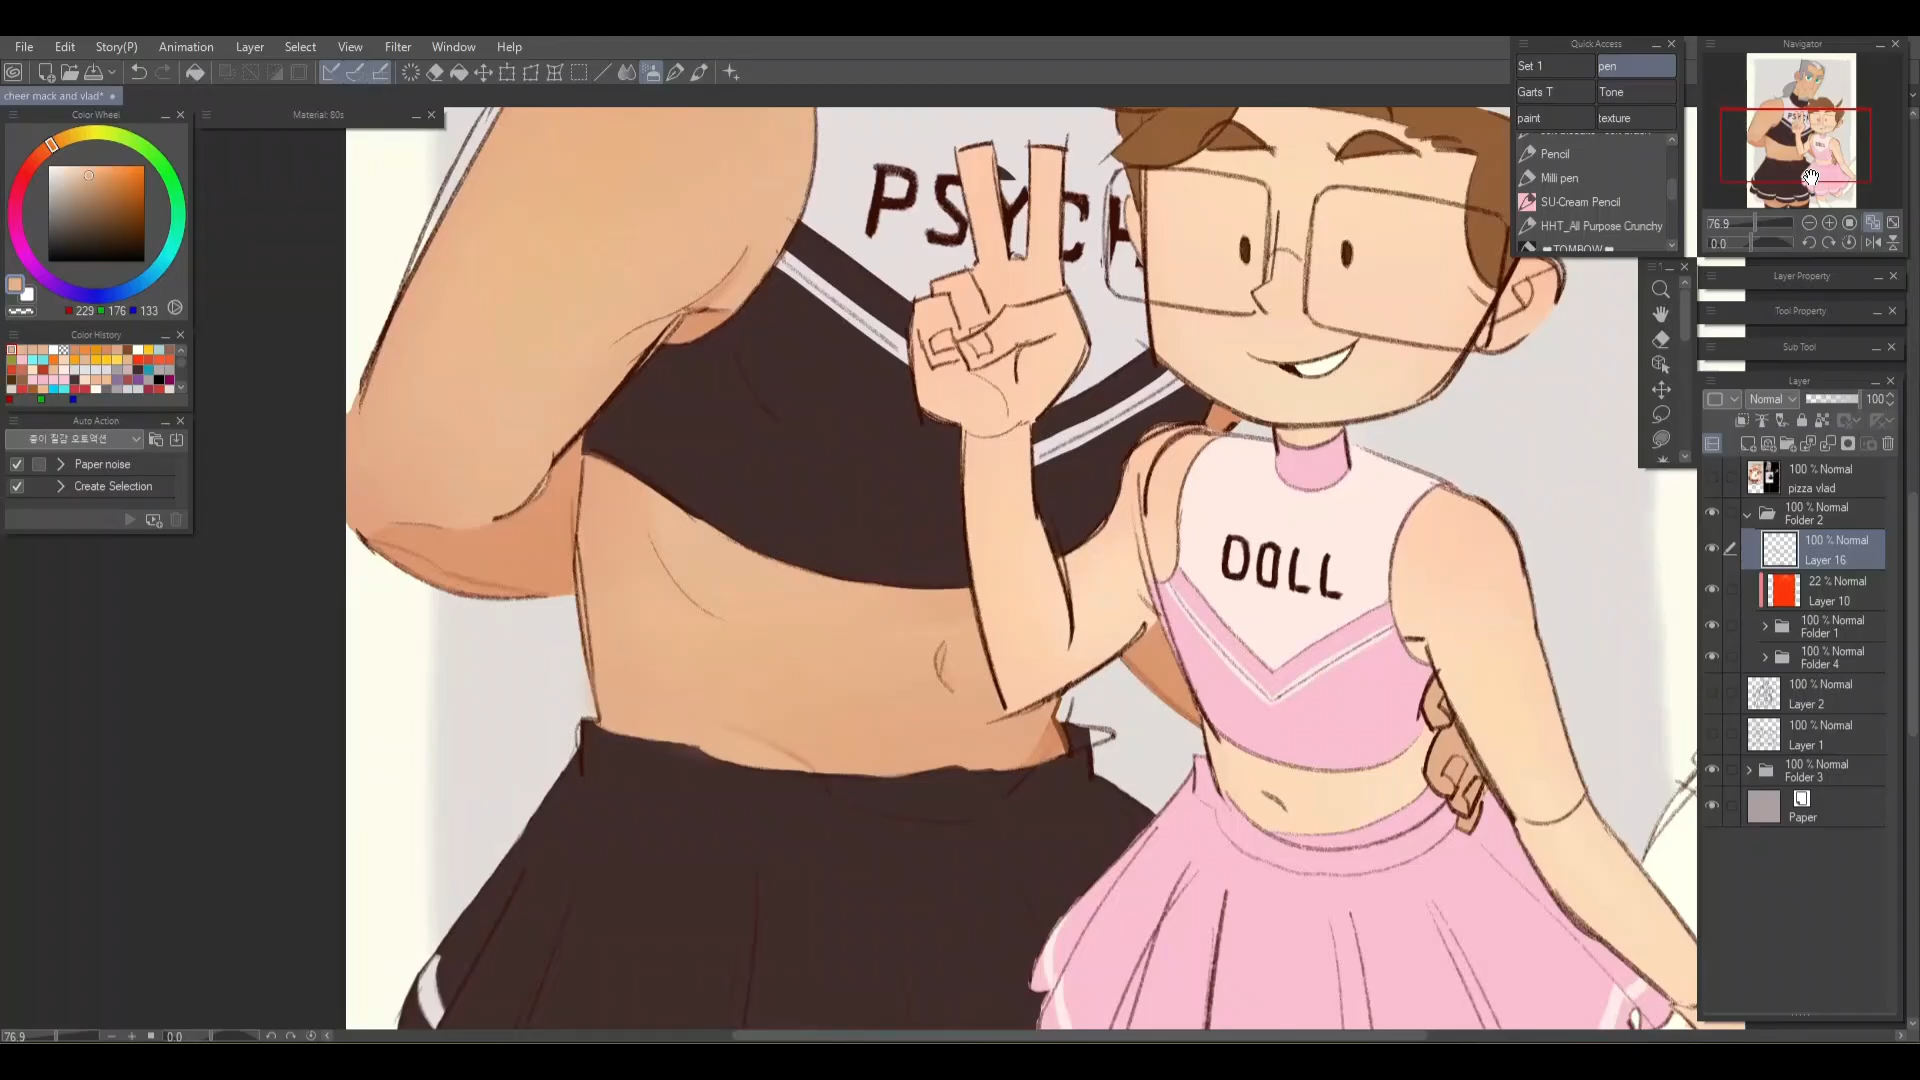 File Edit Story(P) Animation Layer Select View Filter Window Help
Quick Access
Navigator
Set 1
pen
cheer mack and vlad*
Garts T
Tone
Color Wheel
Material: 80s
paint
texture
Pencil
Milli pen
SU-Cream Pencil
HHT_All Purpose Crunchy
TOMBOW
76.9
0.0
229 176 133
Color History
Auto Action
종이 질감 오토액션
Paper noise
Create Selection
Layer Property
Tool Property
Sub Tool
Layer
Normal
100
100 % Normal
pizza vlad
100 % Normal
Folder 2
100 % Normal
Layer 16
22 % Normal
Layer 10
100 % Normal
Folder 1
100 % Normal
Folder 4
100 % Normal
Layer 2
100 % Normal
Layer 1
100 % Normal
Folder 3
Paper
PSYCH
DOLL
76.9
0.0